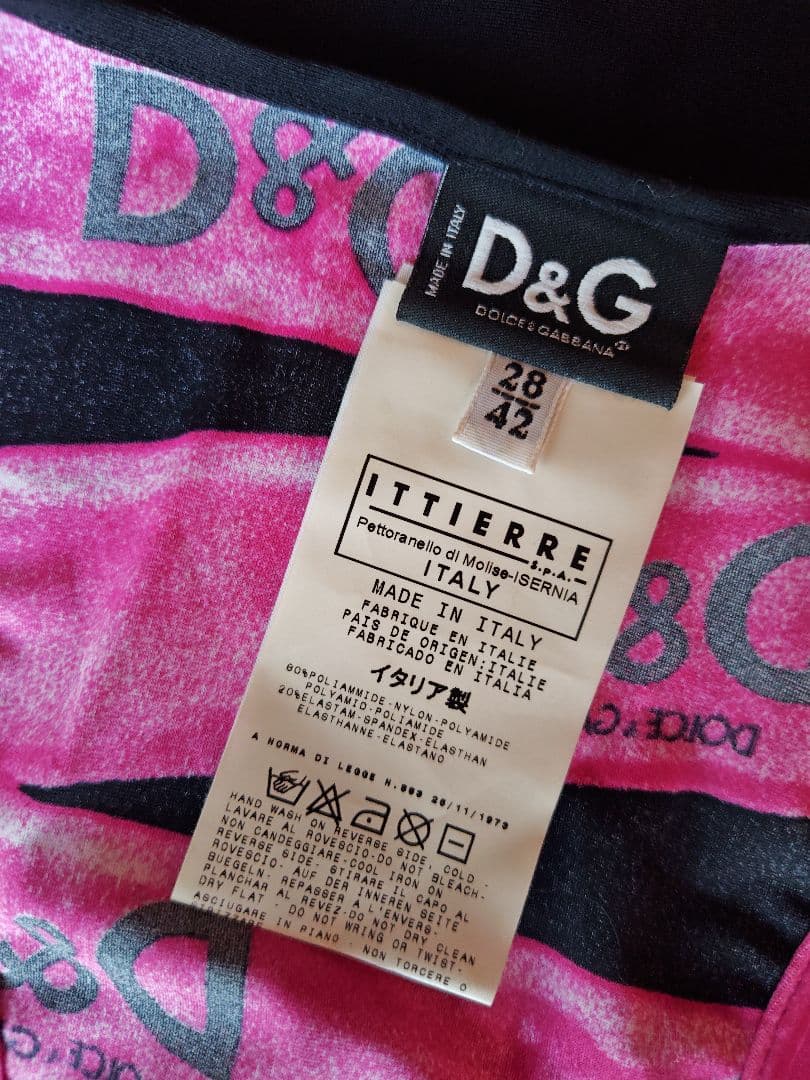 D&
MADE IN ITALY
D&G
DOLCE & GABBANA
28
42
ITTIERRE
S.P.A.
Pettoranello di Molise-ISERNIA
ITALY
MADE IN ITALY
FABRIQUE EN ITALIE
PAIS DE ORIGEN:ITALIE
FABRICADO EN ITALIA
イタリア製
80%POLIAMMIDE-NYLON-POLYAMIDE
POLYAMID-POLIAMIDE
20%ELASTAM-SPANDEX-ELASTHAN
ELASTHANNE-ELASTANO
A NORMA DI LEGGE N.883 26/11/1973
HAND WASH ON REVERSE SIDE, COLD -
LAVARE AL ROVESCIO-DO NOT BLEACH-
NON CANDEGGIARE-COOL IRON ON
REVERSE SIDE- STIRARE IL CAPO AL
ROVESCIO- AUF DER INNEREN SEITE
BUEGELN- REPASSER A L'ENVERS-
PLANCHAR AL REVEZ-DO NOT DRY CLEAN
DRY FLAT - DO NOT WRING OR TWIST-
ASCIUGARE IN PIANO - NON TORCERE O
&G
DOLCE & G
D&
DOLCE & G